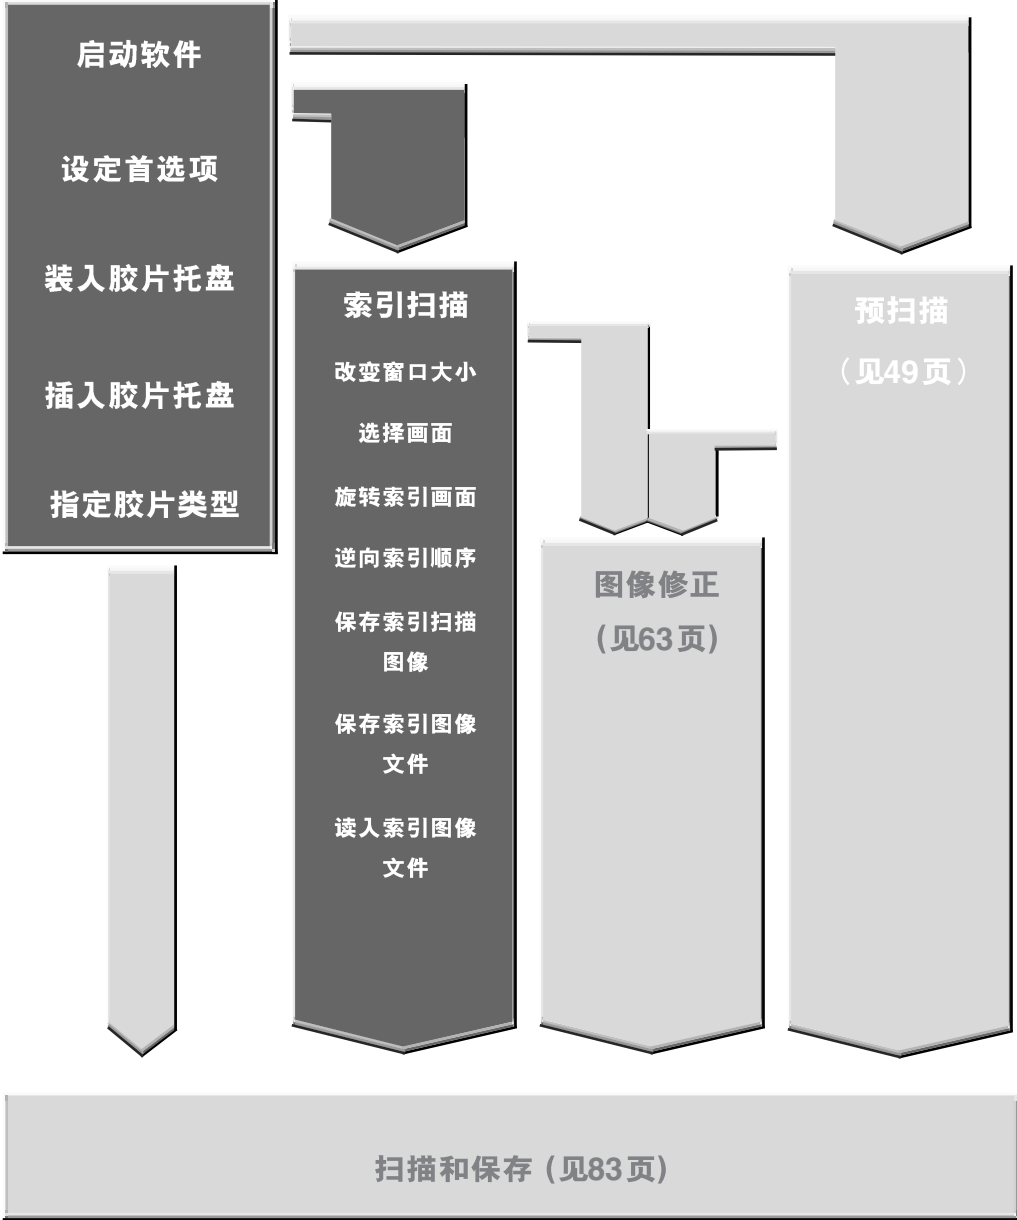 启动软件
设定首选项
装入胶片托盘
插入胶片托盘
指定胶片类型
索引扫描
改变窗口大小
选择画面
旋转索引画面
逆向索引顺序
保存索引扫描
图像
保存索引图像
文件
读入索引图像
文件
图像修正
(见63页)
预扫描
（见49页）
扫描和保存 (见83页)